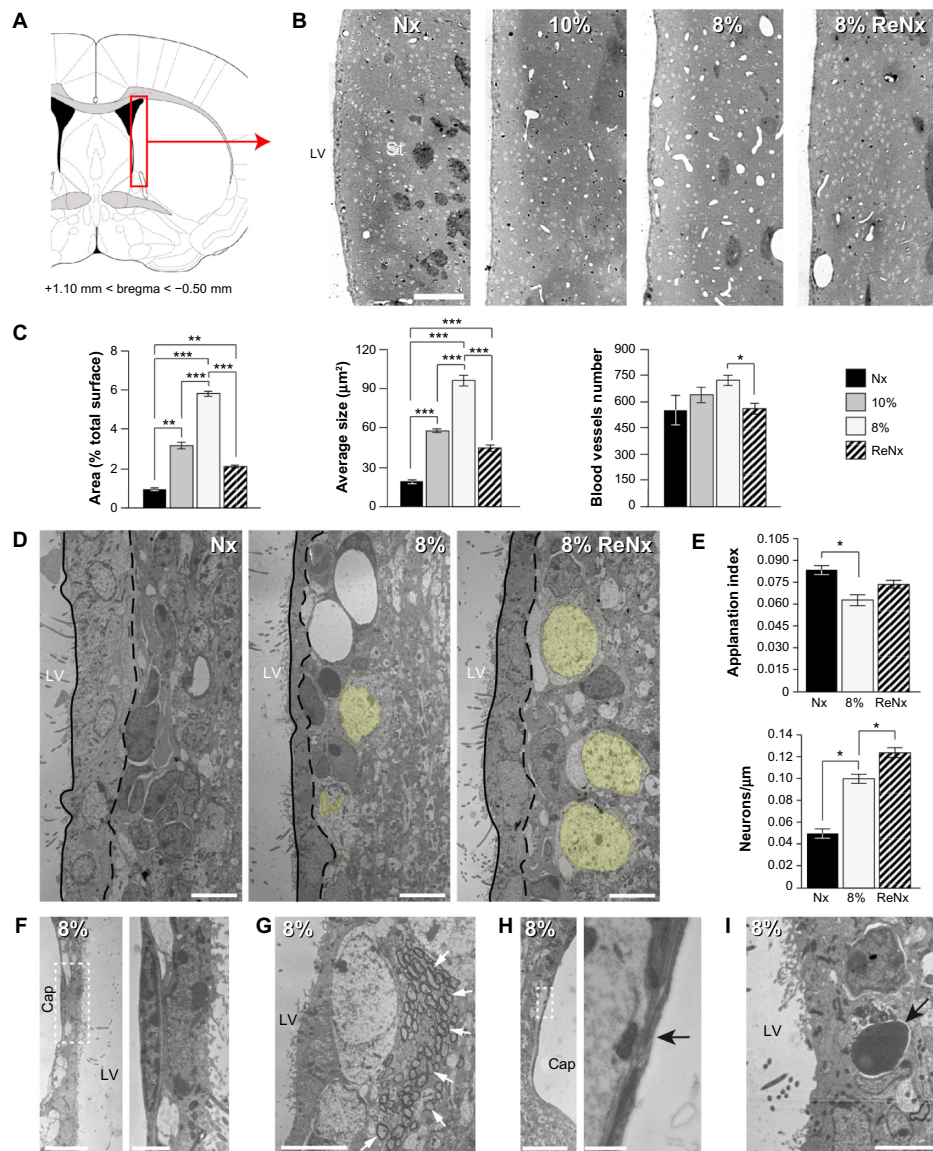 A
+1.10 mm < bregma < −0.50 mm
B
Nx
10%
8%
8% ReNx
LV
St
C
Area (% total surface)
8
6
4
2
0
**
***
***
***
**
Average size (µm²)
120
90
60
30
0
***
***
***
***
***
Blood vessels number
900
750
600
450
300
150
0
*
Nx
10%
8%
ReNx
D
Nx
8%
8% ReNx
LV
LV
LV
E
Applanation index
0.105
0.090
0.075
0.060
0.045
0.030
0.015
0
*
Nx 8% ReNx
Neurons/µm
0.14
0.12
0.10
0.08
0.06
0.04
0.02
0
*
*
Nx 8% ReNx
F
8%
Cap
LV
G
8%
LV
H
8%
Cap
I
8%
LV